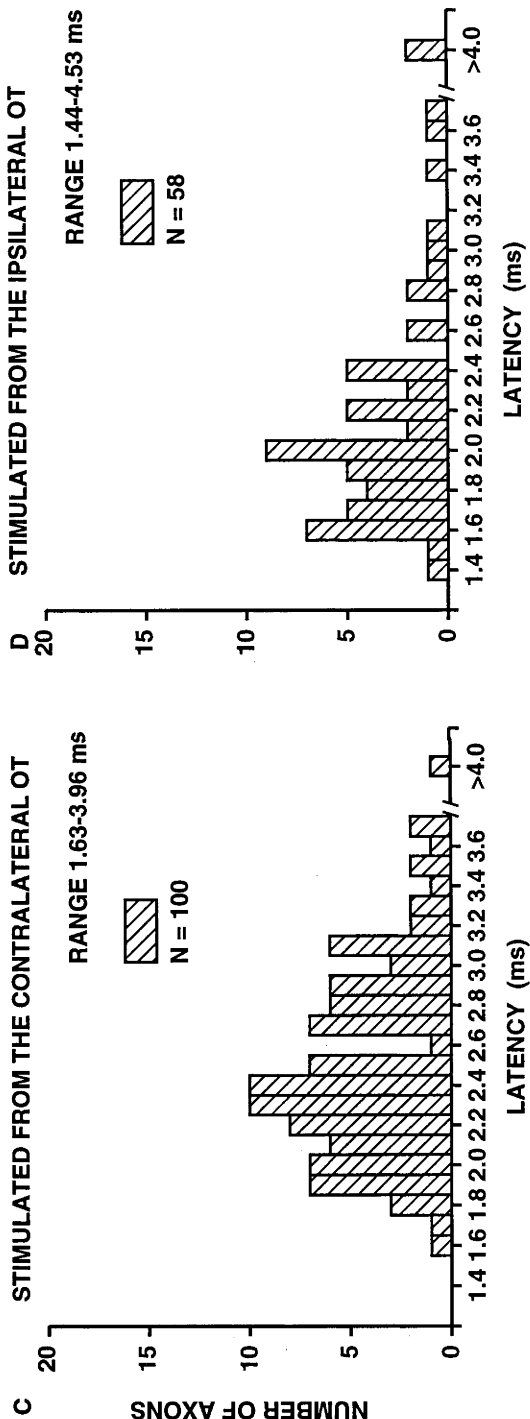 C
STIMULATED FROM THE CONTRALATERAL OT
RANGE 1.63-3.96 ms
N = 100
NUMBER OF AXONS
20
15
10
5
0
1.4 1.6 1.8 2.0 2.2 2.4 2.6 2.8 3.0 3.2 3.4 3.6 >4.0
LATENCY (ms)
D
STIMULATED FROM THE IPSILATERAL OT
RANGE 1.44-4.53 ms
N = 58
20
15
10
5
0
1.4 1.6 1.8 2.0 2.2 2.4 2.6 2.8 3.0 3.2 3.4 3.6 >4.0
LATENCY (ms)